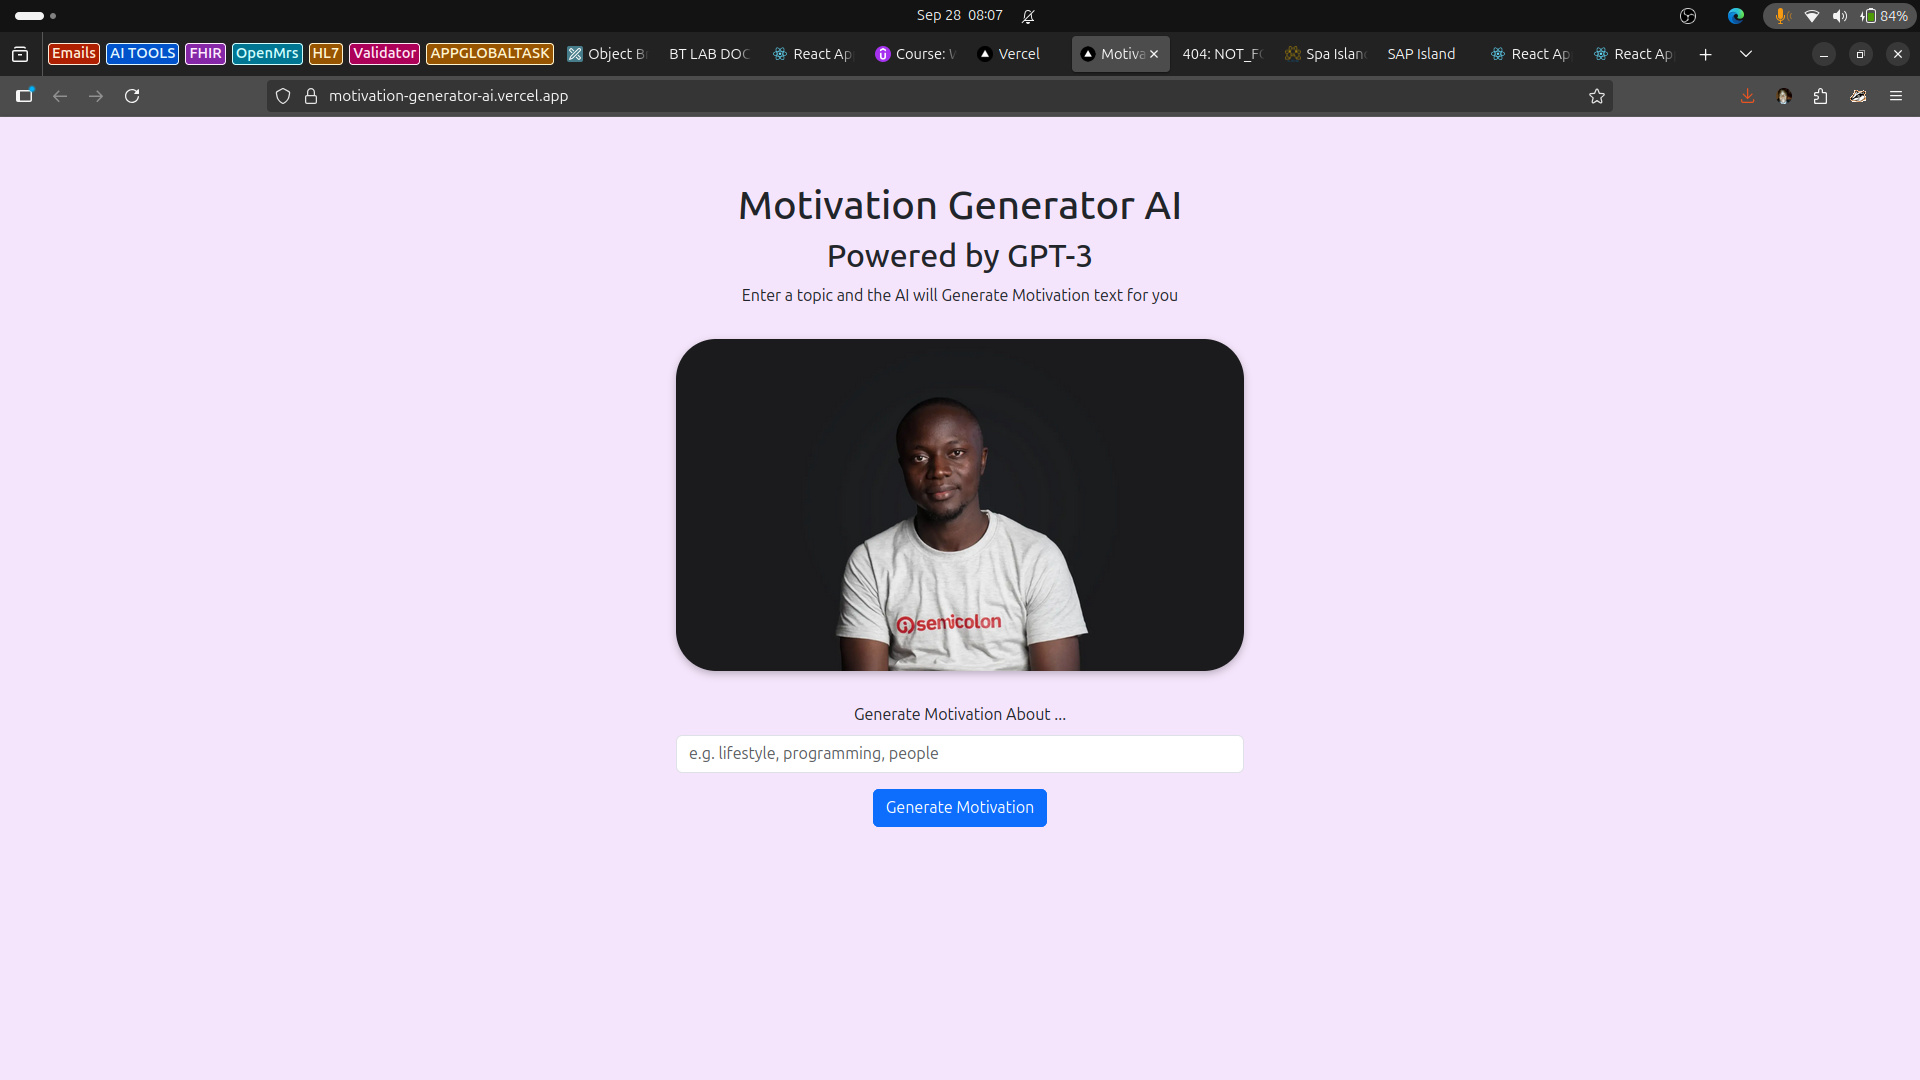 Sep 28 08:07
84%
Emails AI TOOLS FHIR OpenMrs HL7 Validator APPGLOBALTASK Object B BT LAB DOC React Ap Course: Vercel Motiva 404: NOT_F Spa Islan SAP Island React Ap React Ap
motivation-generator-ai.vercel.app
Motivation Generator AI
Powered by GPT-3
Enter a topic and the AI will Generate Motivation text for you
semicolon
Generate Motivation About ...
e.g. lifestyle, programming, people
Generate Motivation